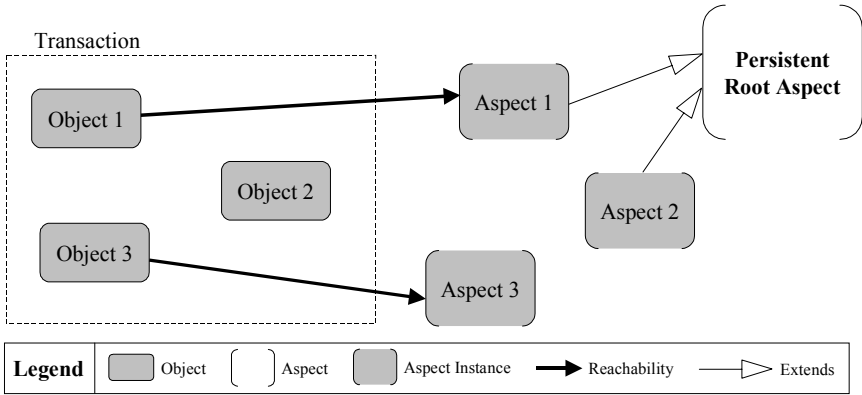 Transaction
Object 1
Object 2
Object 3
Aspect 1
Aspect 2
Aspect 3
Persistent
Root Aspect
Legend
Object
Aspect
Aspect Instance
Reachability
Extends